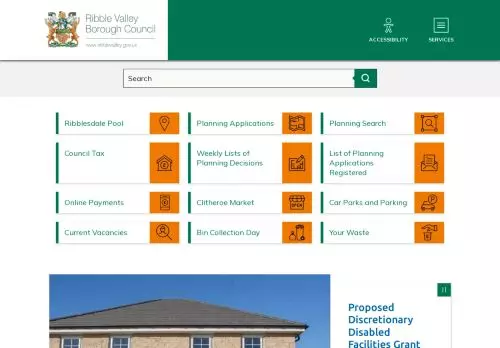 Ribble Valley
Borough Council
www.ribblevalley.gov.uk
ACCESSIBILITY
SERVICES
Search
Ribblesdale Pool
Planning Applications
Planning Search
Council Tax
Weekly Lists of
Planning Decisions
List of Planning
Applications
Registered
Online Payments
Clitheroe Market
OPEN
Car Parks and Parking
Current Vacancies
Bin Collection Day
Your Waste
Proposed
Discretionary
Disabled
Facilities Grant